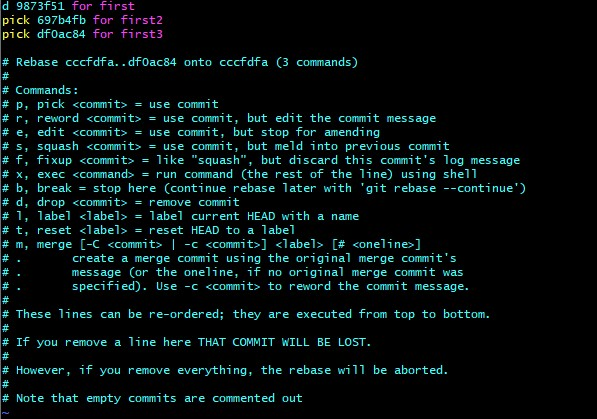 d 9873f51 for first
pick 697b4fb for first2
pick df0ac84 for first3

# Rebase cccfdfa..df0ac84 onto cccfdfa (3 commands)
#
# Commands:
# p, pick <commit> = use commit
# r, reword <commit> = use commit, but edit the commit message
# e, edit <commit> = use commit, but stop for amending
# s, squash <commit> = use commit, but meld into previous commit
# f, fixup <commit> = like "squash", but discard this commit's log message
# x, exec <command> = run command (the rest of the line) using shell
# b, break = stop here (continue rebase later with 'git rebase --continue')
# d, drop <commit> = remove commit
# l, label <label> = label current HEAD with a name
# t, reset <label> = reset HEAD to a label
# m, merge [-C <commit> | -c <commit>] <label> [# <oneline>]
# .       create a merge commit using the original merge commit's
# .       message (or the oneline, if no original merge commit was
# .       specified). Use -c <commit> to reword the commit message.
#
# These lines can be re-ordered; they are executed from top to bottom.
#
# If you remove a line here THAT COMMIT WILL BE LOST.
#
# However, if you remove everything, the rebase will be aborted.
#
# Note that empty commits are commented out
~